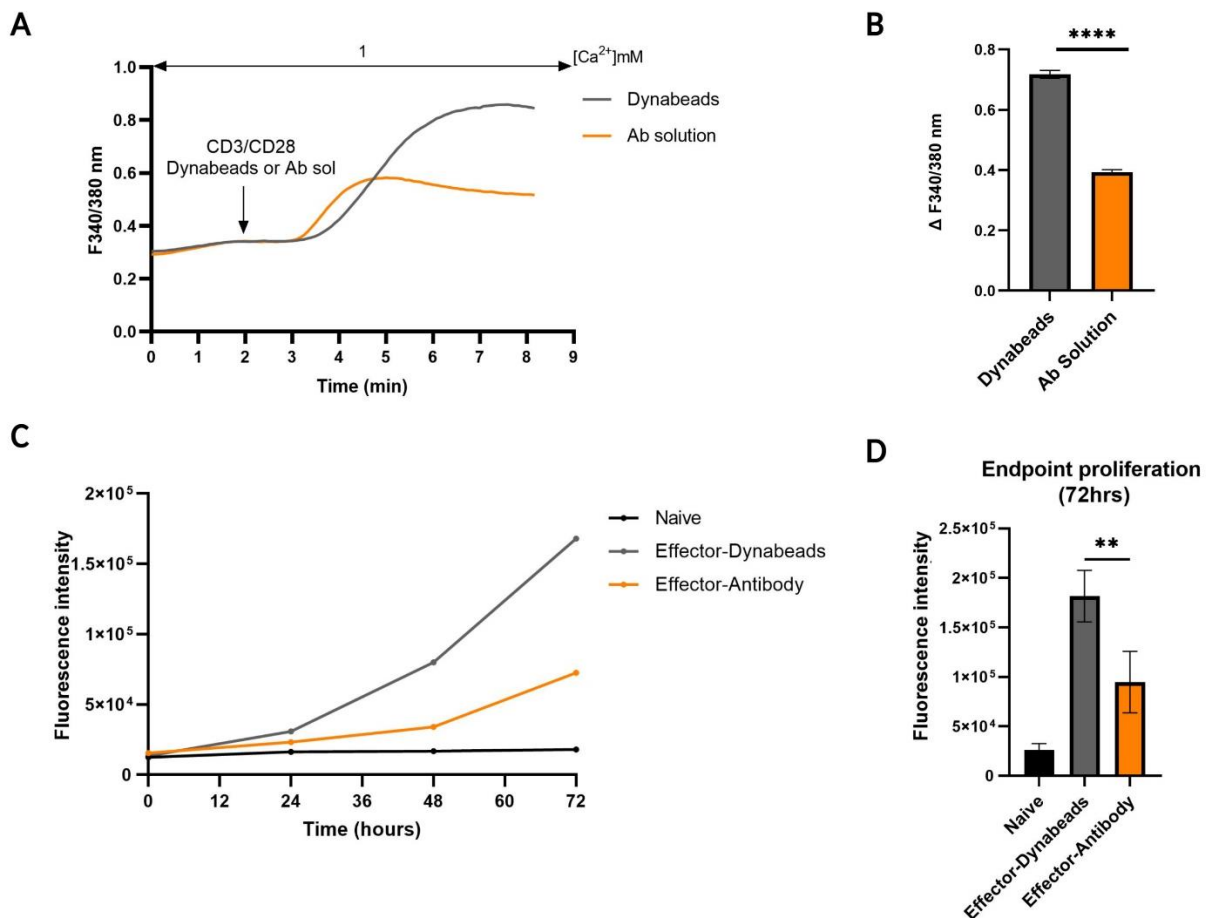 A
1
[Ca²⁺]mM
1.0
0.8
0.6
0.4
0.2
0.0
F340/380 nm
CD3/CD28
Dynabeads or Ab sol
0 1 2 3 4 5 6 7 8 9
Time (min)
Dynabeads
Ab solution
B
****
0.8
0.6
0.4
0.2
0.0
Δ F340/380 nm
Dynabeads
Ab Solution
C
2×10⁵
1.5×10⁵
1×10⁵
5×10⁴
0
Fluorescence intensity
0 12 24 36 48 60 72
Time (hours)
Naive
Effector-Dynabeads
Effector-Antibody
D
Endpoint proliferation
(72hrs)
**
2.5×10⁵
2×10⁵
1.5×10⁵
1×10⁵
5×10⁴
0
Fluorescence intensity
Naive
Effector-Dynabeads
Effector-Antibody